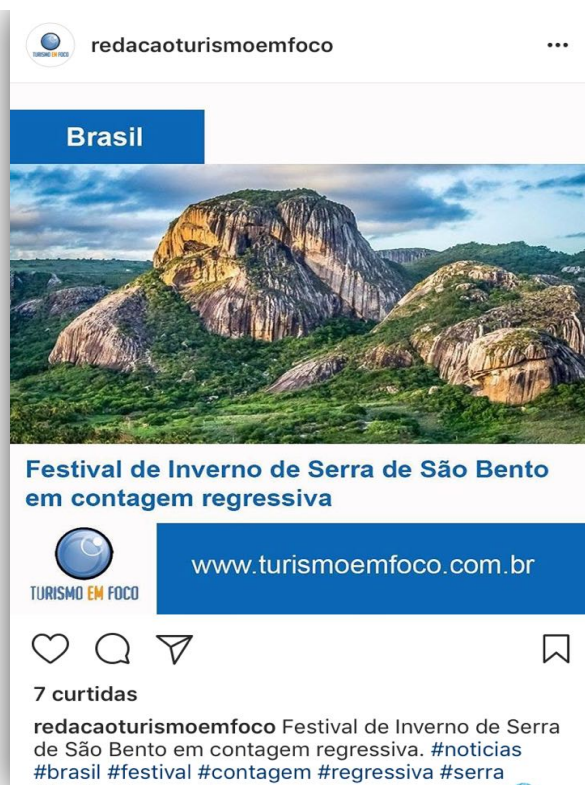 redacaoturismoemfoco
Brasil
Festival de Inverno de Serra de São Bento
em contagem regressiva
TURISMO EM FOCO
www.turismoemfoco.com.br
7 curtidas
redacaoturismoemfoco Festival de Inverno de Serra
de São Bento em contagem regressiva. #noticias
#brasil #festival #contagem #regressiva #serra